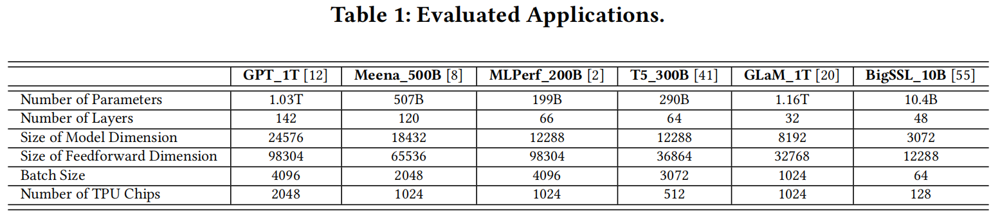 Table 1: Evaluated Applications.
GPT_1T [12] Meena_500B [8] MLPerf_200B [2] T5_300B [41] GLaM_1T [20] BigSSL_10B [55]
Number of Parameters 1.03T 507B 199B 290B 1.16T 10.4B
Number of Layers 142 120 66 64 32 48
Size of Model Dimension 24576 18432 12288 12288 8192 3072
Size of Feedforward Dimension 98304 65536 98304 36864 32768 12288
Batch Size 4096 2048 4096 3072 1024 64
Number of TPU Chips 2048 1024 1024 512 1024 128